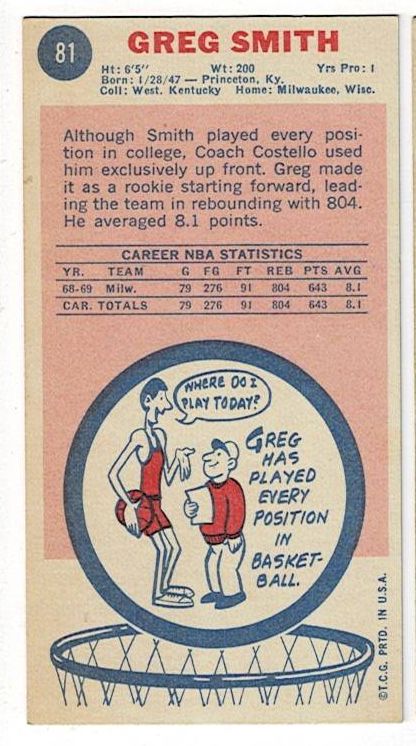 81
GREG SMITH
Ht: 6'5" Wt: 200 Yrs Pro: 1
Born: 1/28/47 — Princeton, Ky.
Coll: West. Kentucky Home: Milwaukee, Wisc.
Although Smith played every posi-
tion in college, Coach Costello used
him exclusively up front. Greg made
it as a rookie starting forward, lead-
ing the team in rebounding with 804.
He averaged 8.1 points.
CAREER NBA STATISTICS
YR. TEAM G FG FT REB PTS AVG
68-69 Milw. 79 276 91 804 643 8.1
CAR. TOTALS 79 276 91 804 643 8.1
WHERE DO I
PLAY TODAY?
GREG
HAS
PLAYED
EVERY
POSITION
IN
BASKET-
BALL.
©T.C.G. PRTD. IN U.S.A.